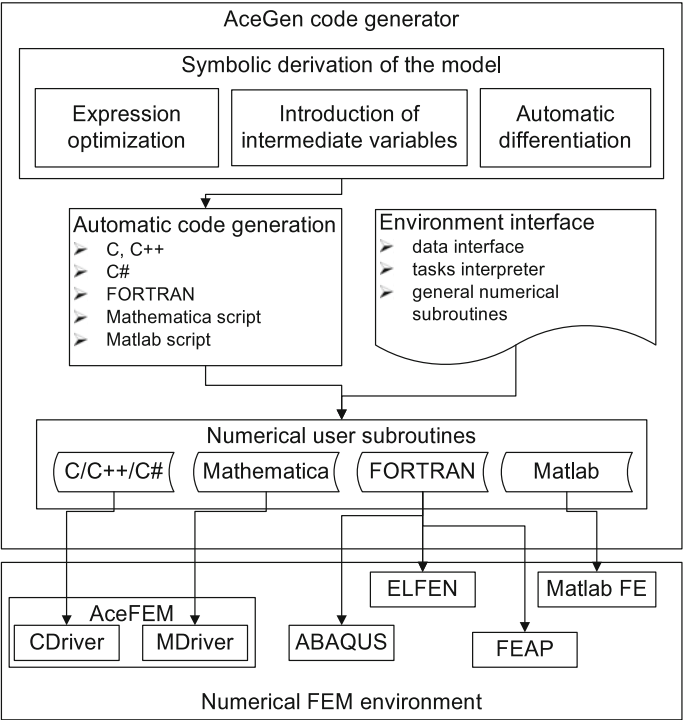 AceGen code generator
Symbolic derivation of the model
Expression
optimization
Introduction of
intermediate variables
Automatic
differentiation
Automatic code generation
C, C++
C#
FORTRAN
Mathematica script
Matlab script
Environment interface
data interface
tasks interpreter
general numerical
subroutines
Numerical user subroutines
C/C++/C#
Mathematica
FORTRAN
Matlab
ELFEN
Matlab FE
AceFEM
CDriver
MDriver
ABAQUS
FEAP
Numerical FEM environment